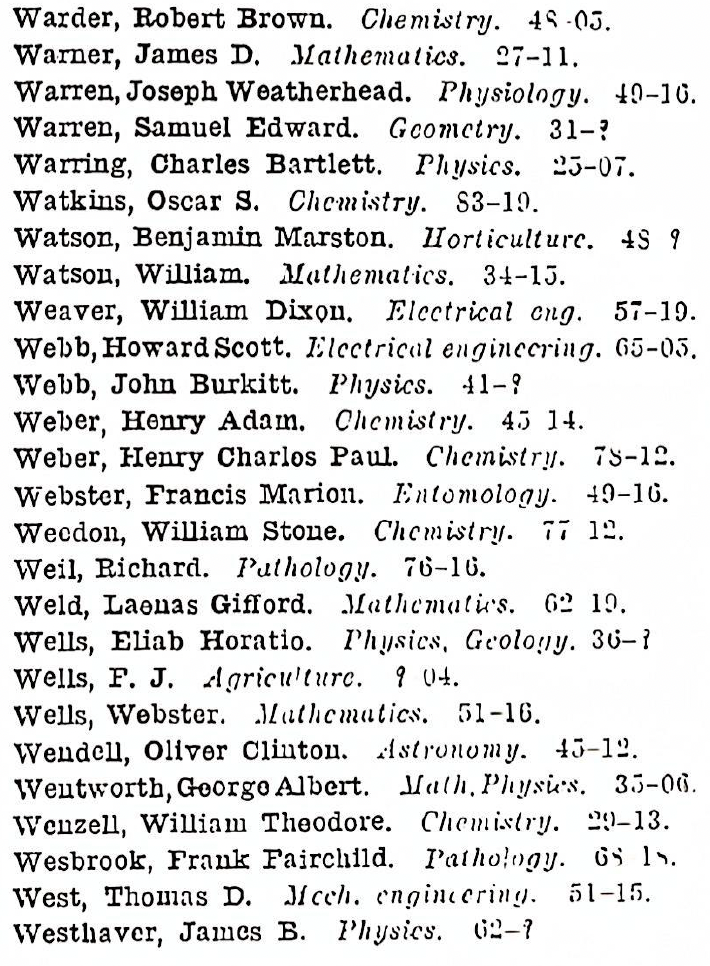 Warder, Robert Brown. Chemistry. 48-05.
Warner, James D. Mathematics. 27-11.
Warren, Joseph Weatherhead. Physiology. 49-16.
Warren, Samuel Edward. Geometry. 31-?
Warring, Charles Bartlett. Physics. 25-07.
Watkins, Oscar S. Chemistry. 83-19.
Watson, Benjamin Marston. Horticulture. 48 ?
Watson, William. Mathematics. 34-15.
Weaver, William Dixon. Electrical eng. 57-19.
Webb, Howard Scott. Electrical engineering. 65-05.
Webb, John Burkitt. Physics. 41-?
Weber, Henry Adam. Chemistry. 45 14.
Weber, Henry Charles Paul. Chemistry. 78-12.
Webster, Francis Marion. Entomology. 49-16.
Weedon, William Stone. Chemistry. 77 12.
Weil, Richard. Pathology. 76-16.
Weld, Laenas Gifford. Mathematics. 62 19.
Wells, Eliab Horatio. Physics, Geology. 36-?
Wells, F. J. Agriculture. ? 04.
Wells, Webster. Mathematics. 51-16.
Wendell, Oliver Clinton. Astronomy. 45-12.
Wentworth, George Albert. Math, Physics. 35-06.
Wenzell, William Theodore. Chemistry. 29-13.
Wesbrook, Frank Fairchild. Pathology. 68 18.
West, Thomas D. Mech. engineering. 51-15.
Westhaver, James B. Physics. 62-?